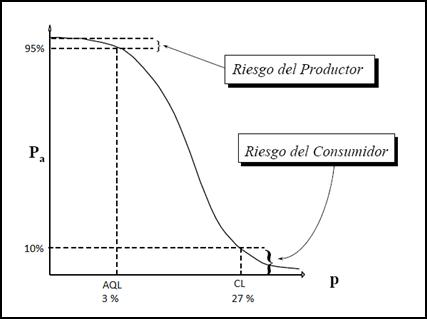 95%
Riesgo del Productor
Riesgo del Consumidor
Pa
10%
AQL
3 %
CL
27 %
p